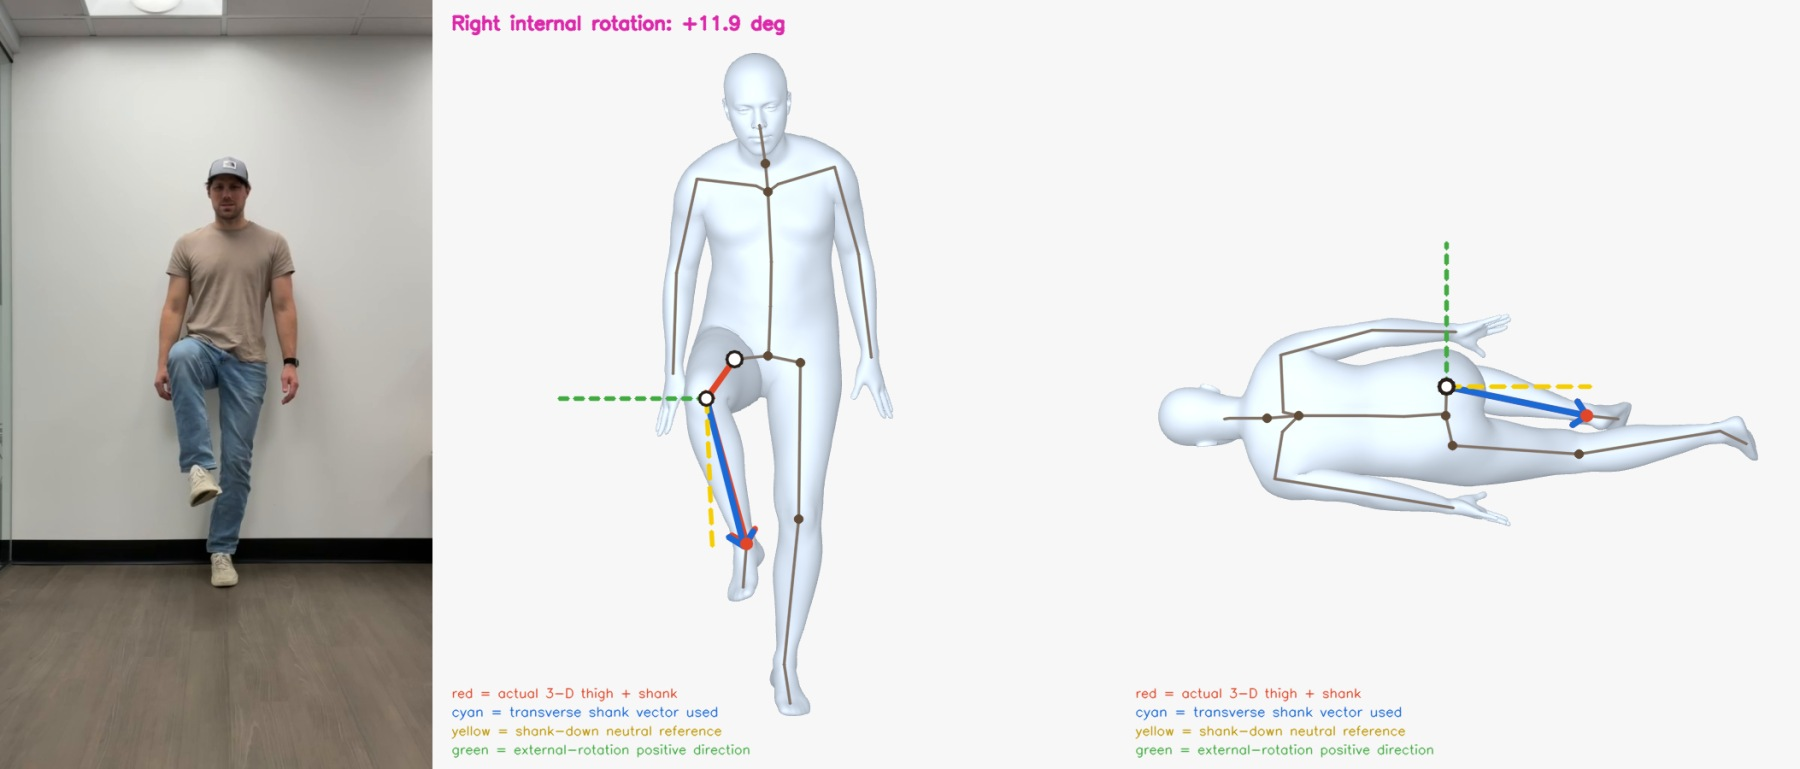 Right internal rotation: +11.9 deg
red = actual 3-D thigh + shank
cyan = transverse shank vector used
yellow = shank-down neutral reference
green = external-rotation positive direction
red = actual 3-D thigh + shank
cyan = transverse shank vector used
yellow = shank-down neutral reference
green = external-rotation positive direction